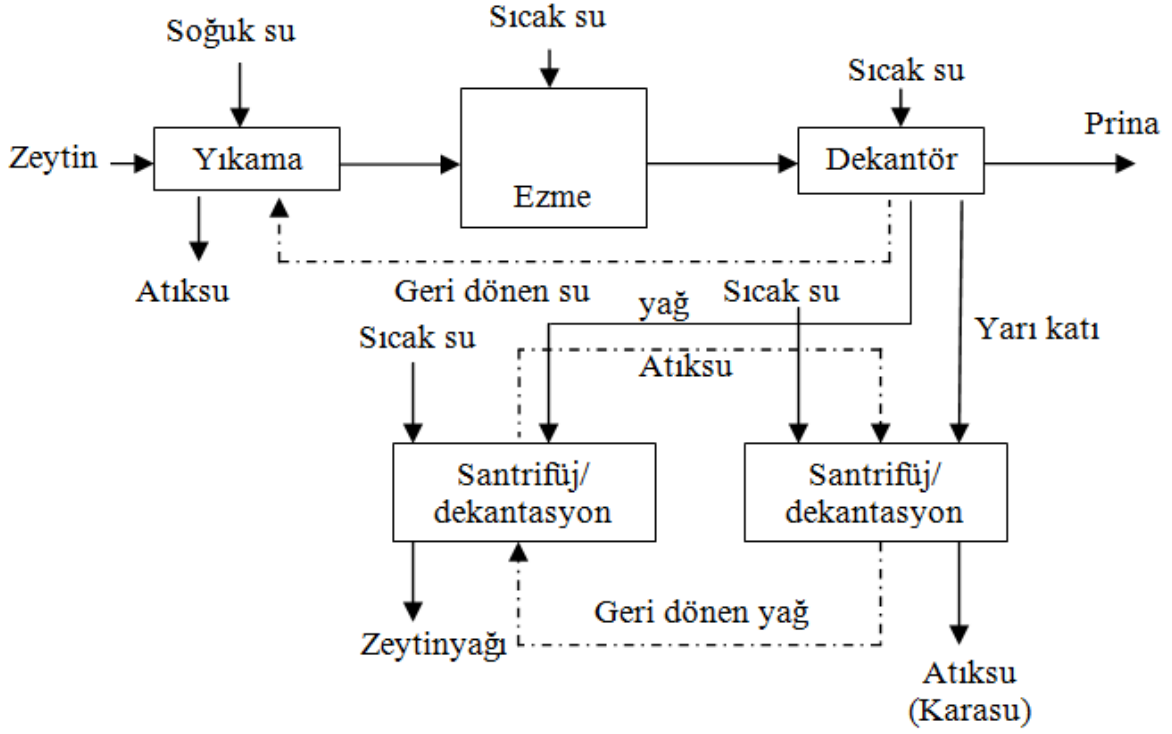 Soğuk su
Sıcak su
Sıcak su
Prina
Zeytin
Yıkama
Dekantör
Ezme
Atıksu
Geri dönen su
Sıcak su
yağ
Sıcak su
Yarı katı
Atıksu
Santrifüj/
dekantasyon
Santrifüj/
dekantasyon
Geri dönen yağ
Zeytinyağı
Atıksu
(Karasu)